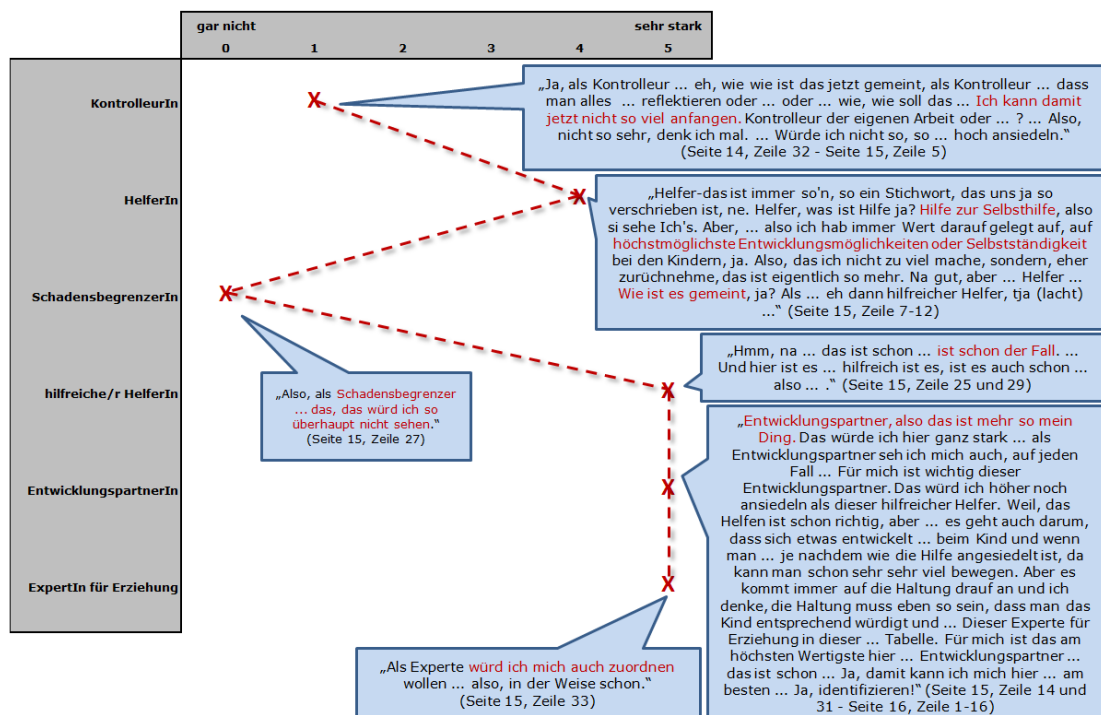 gar nicht sehr stark
0 1 2 3 4 5
KontrolleurIn
„Ja, als Kontrolleur ... eh, wie wie ist das jetzt gemeint, als Kontrolleur ... dass
man alles ... reflektieren oder ... oder ... wie, wie soll das ... Ich kann damit
jetzt nicht so viel anfangen. Kontrolleur der eigenen Arbeit oder ... ? ... Also,
nicht so sehr, denk ich mal. ... Würde ich nicht so, so ... hoch ansiedeln.“
(Seite 14, Zeile 32 - Seite 15, Zeile 5)
HelferIn
„Helfer-das ist immer so'n, so ein Stichwort, das uns ja so
verschrieben ist, ne. Helfer, was ist Hilfe ja? Hilfe zur Selbsthilfe, also
si sehe Ich's. Aber, ... also ich hab immer Wert darauf gelegt auf, auf
höchstmöglichste Entwicklungsmöglichkeiten oder Selbstständigkeit
bei den Kindern, ja. Also, das ich nicht zu viel mache, sondern, eher
zurüchnehme, das ist eigentlich so mehr. Na gut, aber ... Helfer ...
Wie ist es gemeint, ja? Als ... eh dann hilfreicher Helfer, tja (lacht)
...“ (Seite 15, Zeile 7-12)
SchadensbegrenzerIn
„Also, als Schadensbegrenzer
... das, das würd ich so
überhaupt nicht sehen.“
(Seite 15, Zeile 27)
hilfreiche/r HelferIn
„Hmm, na ... das ist schon ... ist schon der Fall. ...
Und hier ist es ... hilfreich ist es, ist es auch schon ...
also ... .“ (Seite 15, Zeile 25 und 29)
EntwicklungspartnerIn
„Entwicklungspartner, also das ist mehr so mein
Ding. Das würde ich hier ganz stark ... als
Entwicklungspartner seh ich mich auch, auf jeden
Fall ... Für mich ist wichtig dieser
Entwicklungspartner. Das würd ich höher noch
ansiedeln als dieser hilfreicher Helfer. Weil, das
Helfen ist schon richtig, aber ... es geht auch darum,
dass sich etwas entwickelt ... beim Kind und wenn
man ... je nachdem wie die Hilfe angesiedelt ist, da
kann man schon sehr sehr viel bewegen. Aber es
kommt immer auf die Haltung drauf an und ich
denke, die Haltung muss eben so sein, dass man das
Kind entsprechend würdigt und ... Dieser Experte für
Erziehung in dieser ... Tabelle. Für mich ist das am
höchsten Wertigste hier ... Entwicklungspartner ...
das ist schon ... Ja, damit kann ich mich hier ... am
besten ... Ja, identifizieren!“ (Seite 15, Zeile 14 und
31 - Seite 16, Zeile 1-16)
ExpertIn für Erziehung
„Als Experte würd ich mich auch zuordnen
wollen ... also, in der Weise schon.“
(Seite 15, Zeile 33)